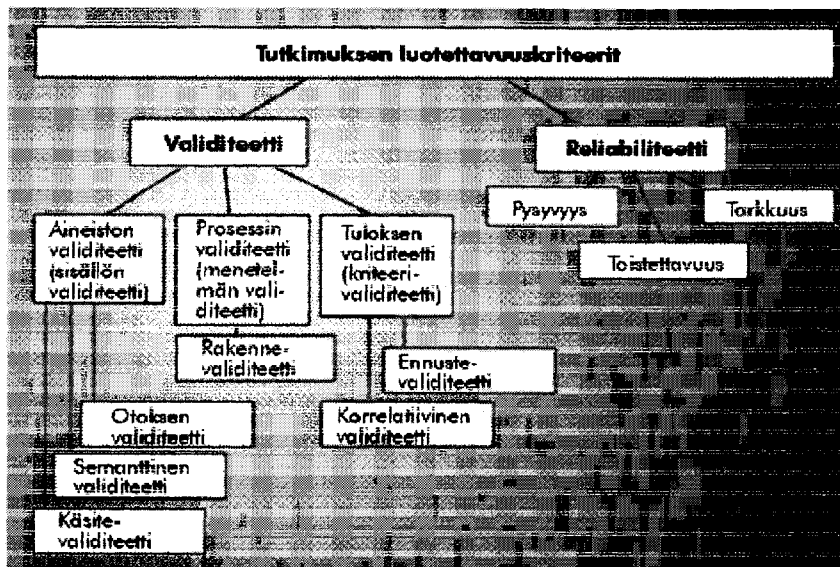 Tutkimuksen luotettavuuskriteerit
Validiteetti
Reliabiliteetti
Pysyvyys
Tarkkuus
Toistettavuus
Aineiston
validiteetti
(sisällön
validiteetti)
Prosessin
validiteetti
(menetel-
män vali-
diteetti)
Tuloksen
validiteetti
(kriteeri-
validiteetti)
Rakenne-
validiteetti
Ennuste-
validiteetti
Otoksen
validiteetti
Korrelatiivinen
validiteetti
Semanttinen
validiteetti
Käsite-
validiteetti